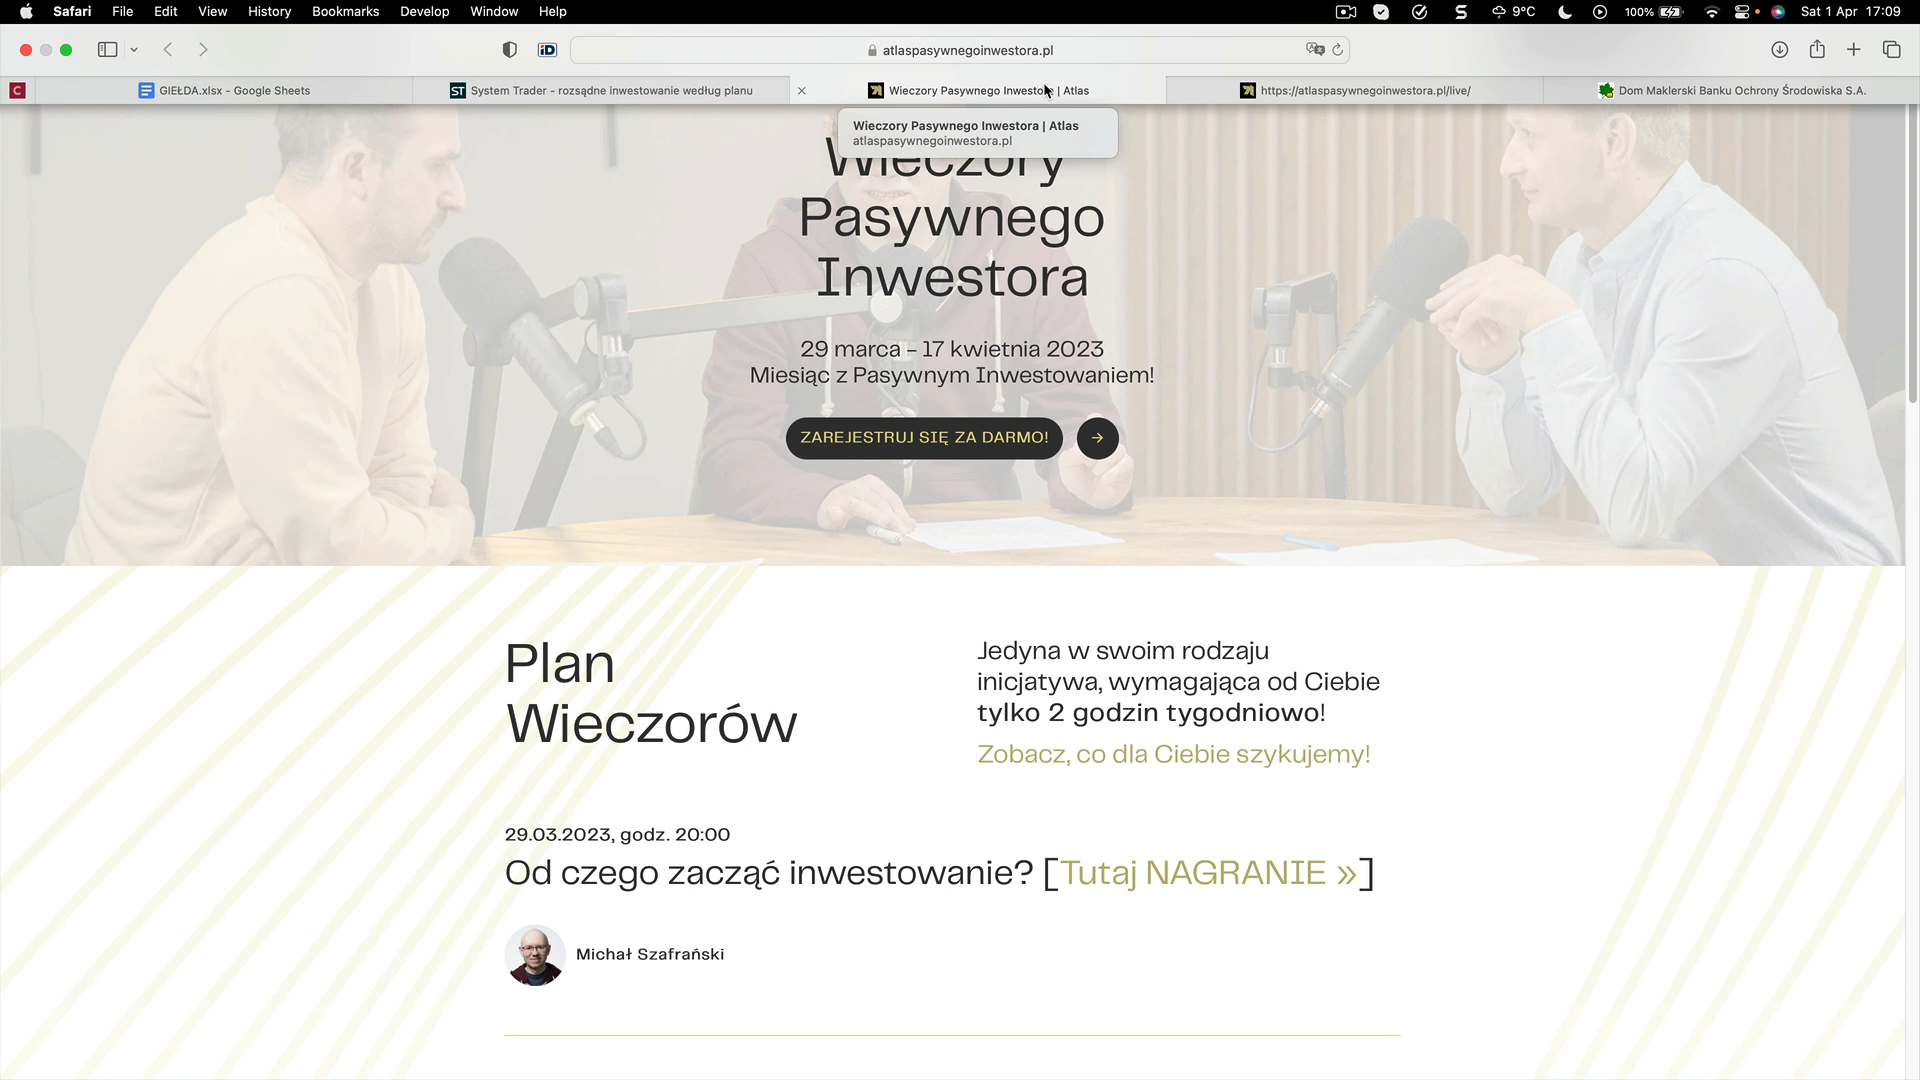 Safari File Edit View History Bookmarks Develop Window Help 9°C 100% Sat 1 Apr 17:09
iD atlaspasywnegoinwestora.pl
C GIEŁDA.xlsx - Google Sheets ST System Trader - rozsądne inwestowanie według planu Wieczory Pasywnego Inwestora | Atlas https://atlaspasywnegoinwestora.pl/live/ Dom Maklerski Banku Ochrony Środowiska S.A.
Wieczory Pasywnego Inwestora | Atlas
atlaspasywnegoinwestora.pl
Wieczory
Pasywnego
Inwestora
29 marca – 17 kwietnia 2023
Miesiąc z Pasywnym Inwestowaniem!
ZAREJESTRUJ SIĘ ZA DARMO! →
Plan
Wieczorów
Jedyna w swoim rodzaju
inicjatywa, wymagająca od Ciebie
tylko 2 godzin tygodniowo!
Zobacz, co dla Ciebie szykujemy!
29.03.2023, godz. 20:00
Od czego zacząć inwestowanie? [Tutaj NAGRANIE »]
Michał Szafrański